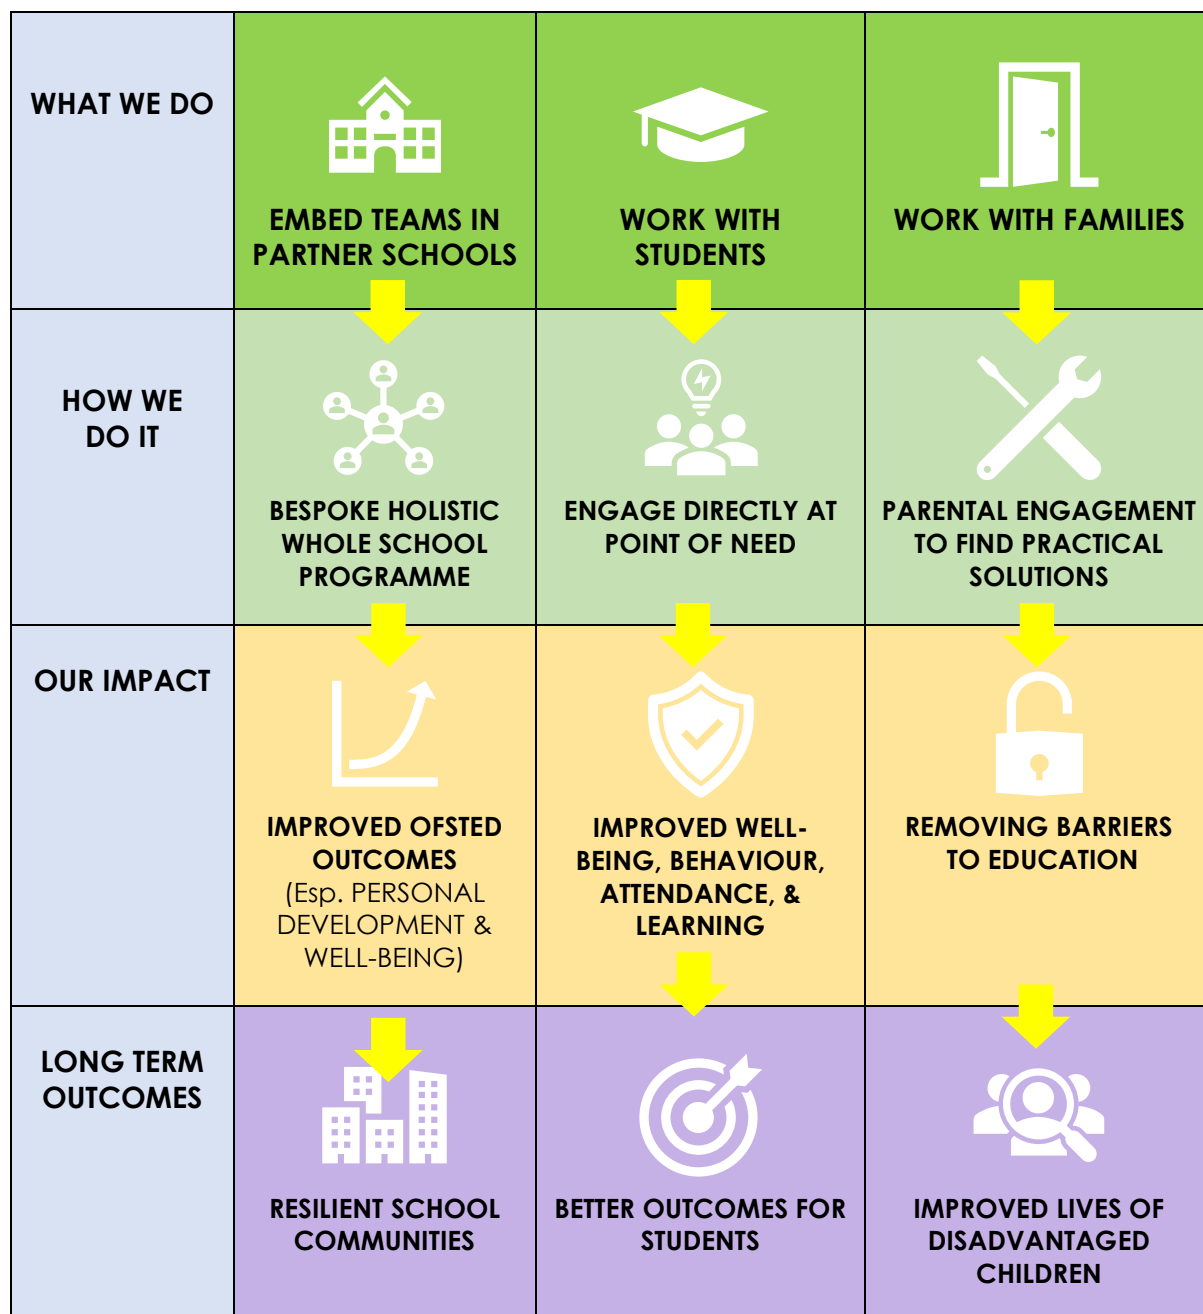 WHAT WE DO
EMBED TEAMS IN
PARTNER SCHOOLS
WORK WITH
STUDENTS
WORK WITH FAMILIES
HOW WE
DO IT
BESPOKE HOLISTIC
WHOLE SCHOOL
PROGRAMME
ENGAGE DIRECTLY AT
POINT OF NEED
PARENTAL ENGAGEMENT
TO FIND PRACTICAL
SOLUTIONS
OUR IMPACT
IMPROVED OFSTED
OUTCOMES
(Esp. PERSONAL
DEVELOPMENT &
WELL-BEING)
IMPROVED WELL-
BEING, BEHAVIOUR,
ATTENDANCE, &
LEARNING
REMOVING BARRIERS
TO EDUCATION
LONG TERM
OUTCOMES
RESILIENT SCHOOL
COMMUNITIES
BETTER OUTCOMES FOR
STUDENTS
IMPROVED LIVES OF
DISADVANTAGED
CHILDREN